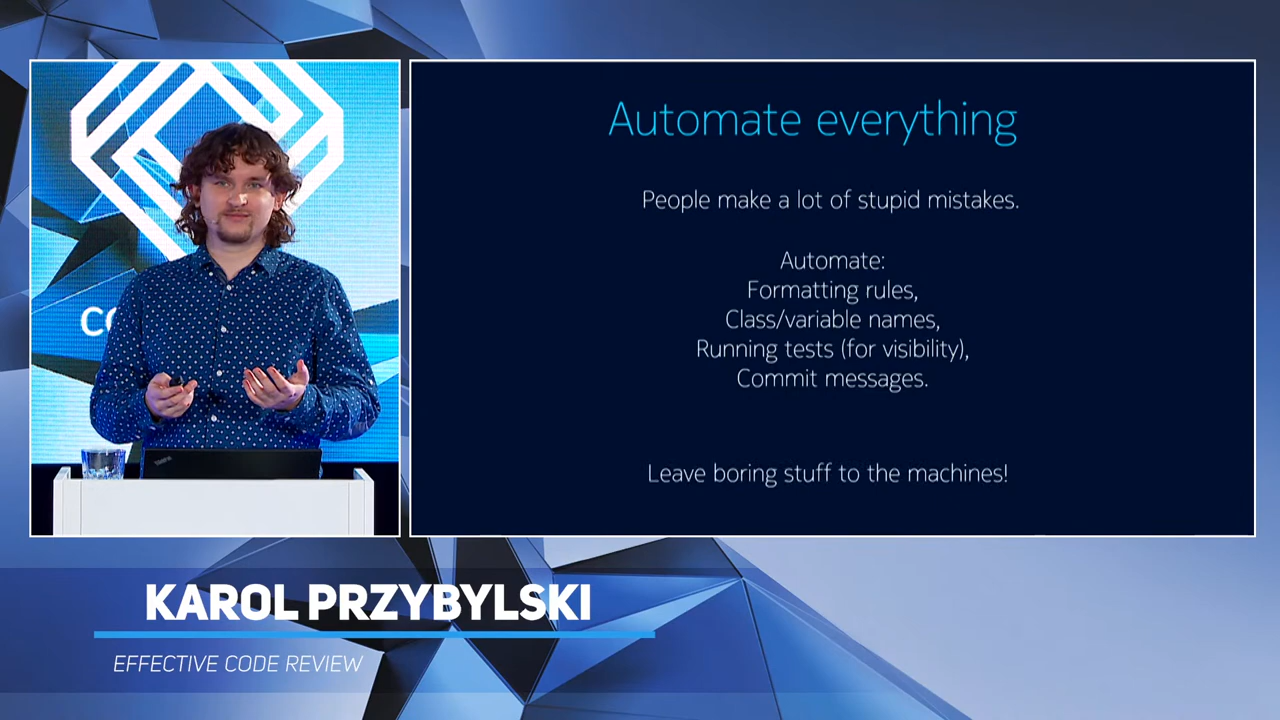 Automate everything
People make a lot of stupid mistakes.
Automate:
Formatting rules,
Class/variable names,
Running tests (for visibility),
Commit messages.
Leave boring stuff to the machines!
KAROL PRZYBYLSKI
EFFECTIVE CODE REVIEW